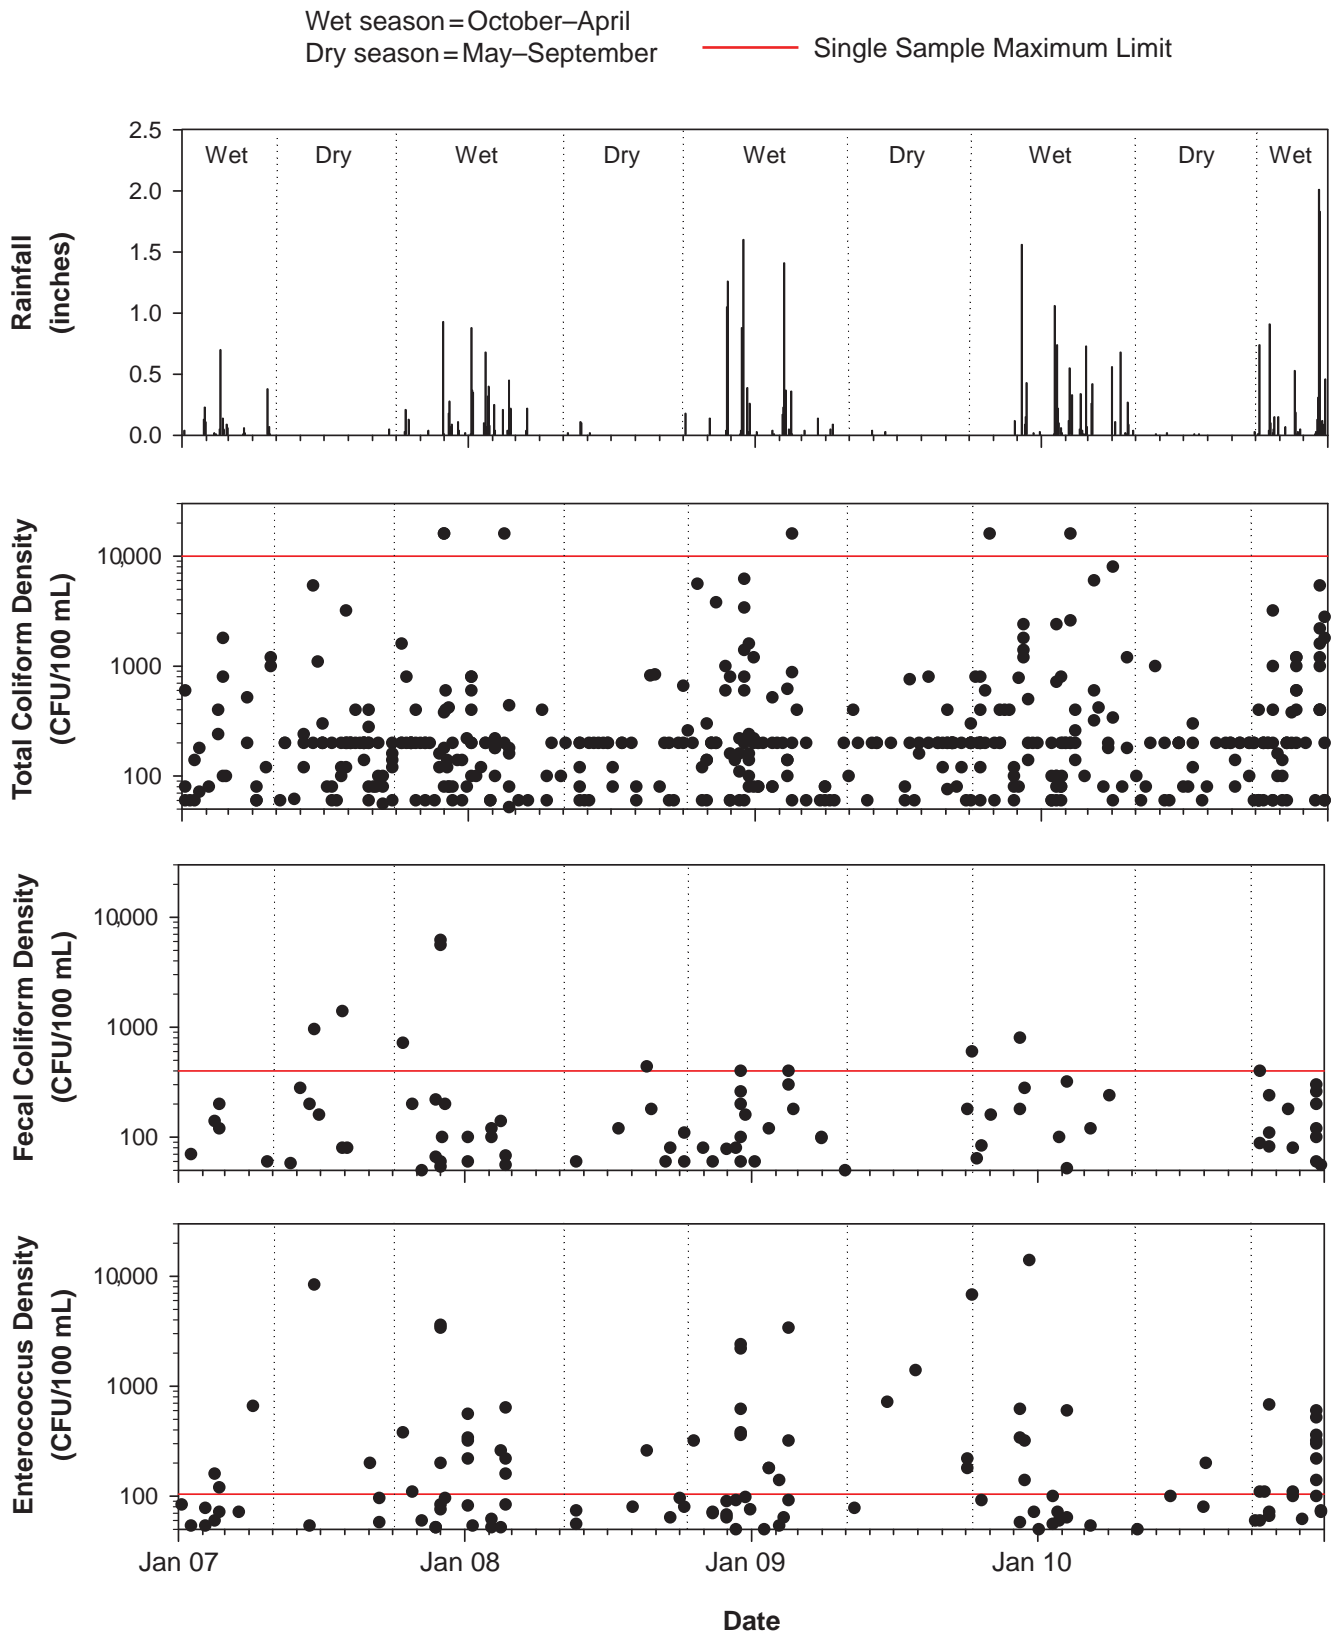 Wet season=October–April
Dry season=May–September
Single Sample Maximum Limit
Rainfall
(inches)
2.5
2.0
1.5
1.0
0.5
0.0
Wet Dry Wet Dry Wet Dry Wet Dry Wet
Total Coliform Density
(CFU/100 mL)
10,000
1000
100
Fecal Coliform Density
(CFU/100 mL)
10,000
1000
100
Enterococcus Density
(CFU/100 mL)
10,000
1000
100
Jan 07 Jan 08 Jan 09 Jan 10
Date